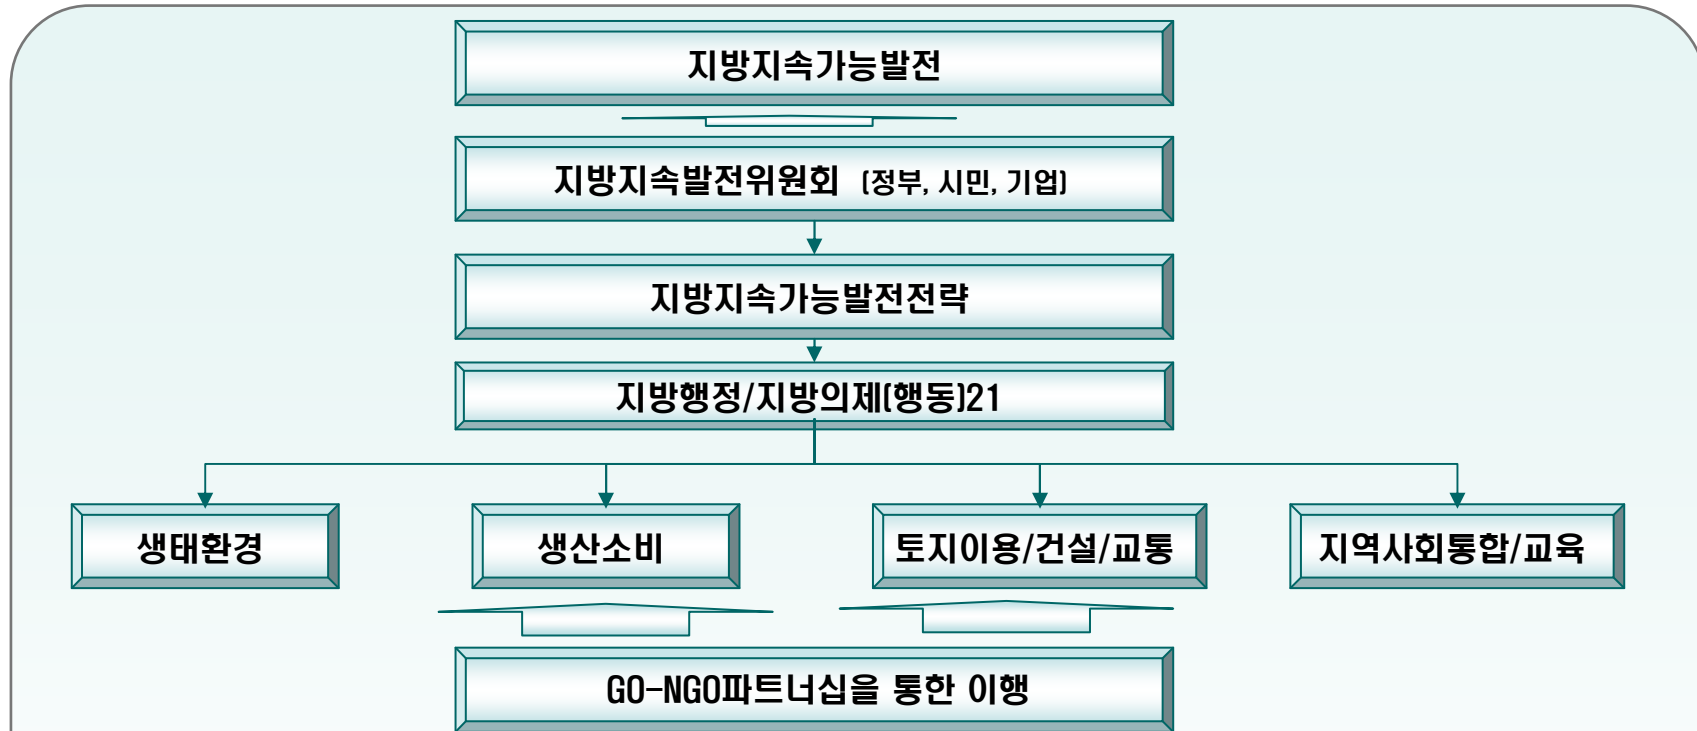 지방지속가능발전
지방지속발전위원회 (정부, 시민, 기업)
지방지속가능발전전략
지방행정/지방의제(행동)21
생태환경
생산소비
토지이용/건설/교통
지역사회통합/교육
GO-NGO파트너십을 통한 이행